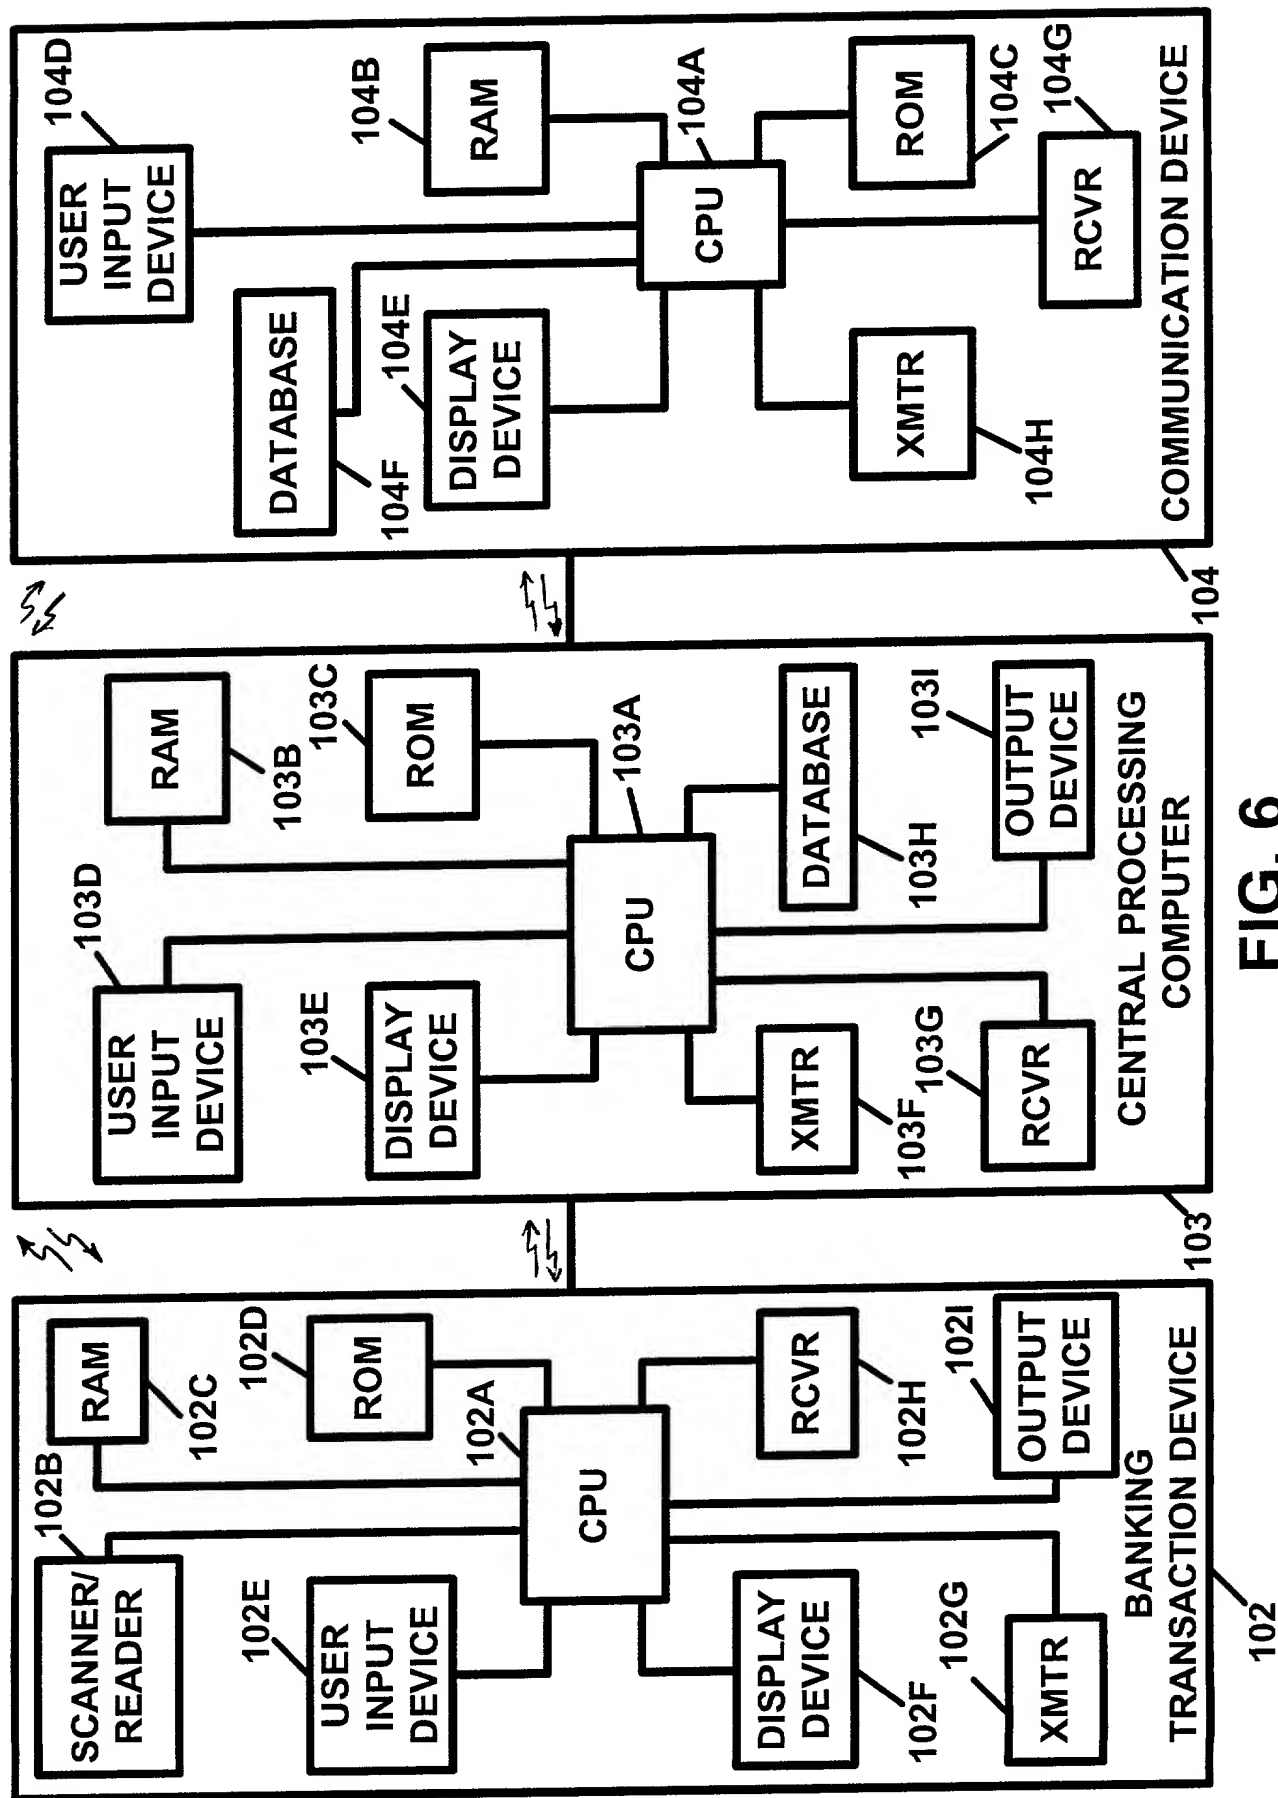 SCANNER/
READER
102B
RAM
102C
102E
USER
INPUT
DEVICE
102D
ROM
102A
CPU
DISPLAY
DEVICE
102F
RCVR
102H
102G
XMTR
102I
OUTPUT
DEVICE
BANKING
TRANSACTION DEVICE
102
USER
INPUT
DEVICE
103D
RAM
103B
103E
DISPLAY
DEVICE
103C
ROM
103A
CPU
XMTR
103F
DATABASE
103H
103G
RCVR
103I
OUTPUT
DEVICE
CENTRAL PROCESSING
COMPUTER
103
USER
INPUT
DEVICE
104D
DATABASE
104F
104E
DISPLAY
DEVICE
104B
RAM
104A
CPU
XMTR
104H
ROM
104C
104G
RCVR
COMMUNICATION DEVICE
104
FIG. 6